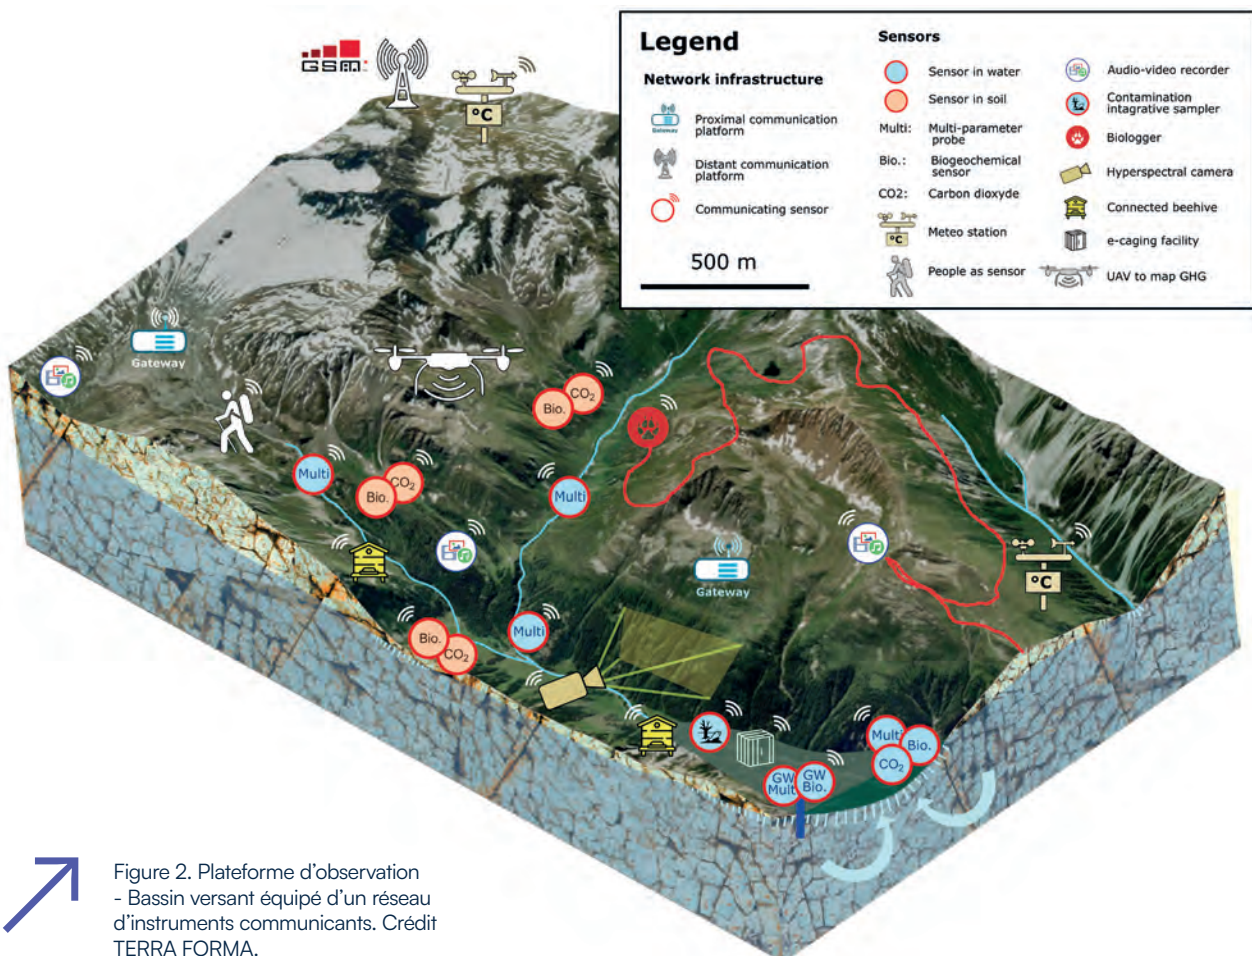 GSM
°C
Legend
Network infrastructure
Gateway
Proximal communication
platform
Distant communication
platform
Communicating sensor
500 m
Sensors
Sensor in water
Sensor in soil
Multi: Multi-parameter
probe
Bio.: Biogeochemical
sensor
CO2: Carbon dioxyde
°C
Meteo station
People as sensor
Audio-video recorder
Contamination
intagrative sampler
Biologger
Hyperspectral camera
Connected beehive
e-caging facility
UAV to map GHG
Gateway
Bio.
CO₂
Multi
Bio.
CO₂
Multi
Gateway
°C
Bio.
CO₂
Multi
Multi
Bio.
CO₂
GW
Multi
GW
Bio.
Figure 2. Plateforme d'observation
- Bassin versant équipé d'un réseau
d'instruments communicants. Crédit
TERRA FORMA.